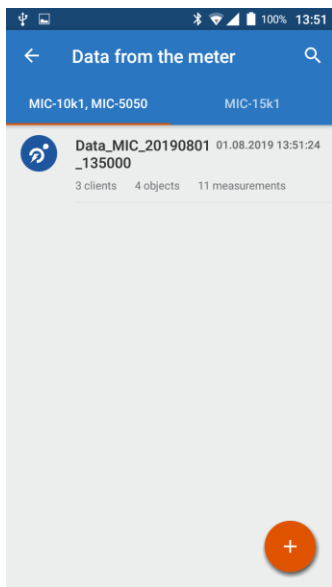 100% 13:51
Data from the meter
MIC-10k1, MIC-5050 MIC-15k1
Data_MIC_20190801 01.08.2019 13:51:24
_135000
3 clients 4 objects 11 measurements
+